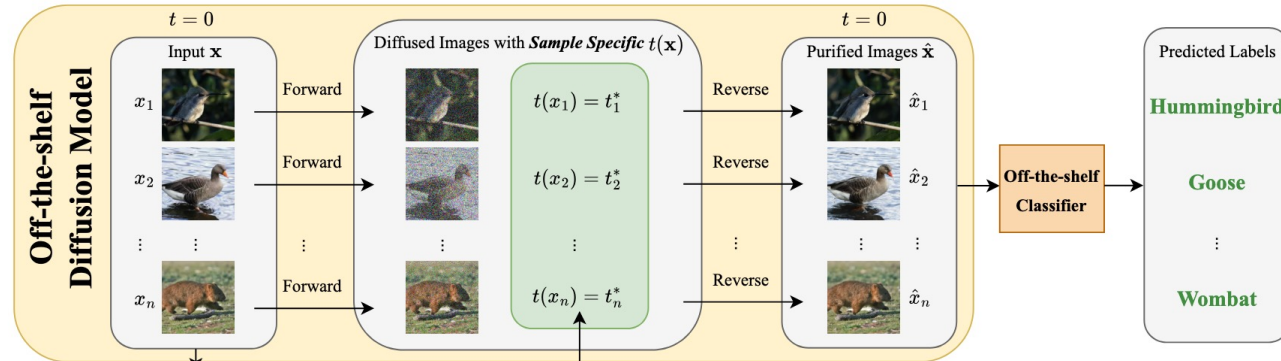 Off-the-shelf
Diffusion Model
t = 0
Input x
x₁
x₂
⋮ ⋮
xₙ
Forward
Forward
⋮
Forward
Diffused Images with Sample Specific t(x)
⋮
t(x₁) = t₁*
t(x₂) = t₂*
⋮
t(xₙ) = tₙ*
Reverse
Reverse
⋮
Reverse
t = 0
Purified Images x̂
x̂₁
x̂₂
⋮ ⋮
x̂ₙ
Off-the-shelf
Classifier
Predicted Labels
Hummingbird
Goose
⋮
Wombat